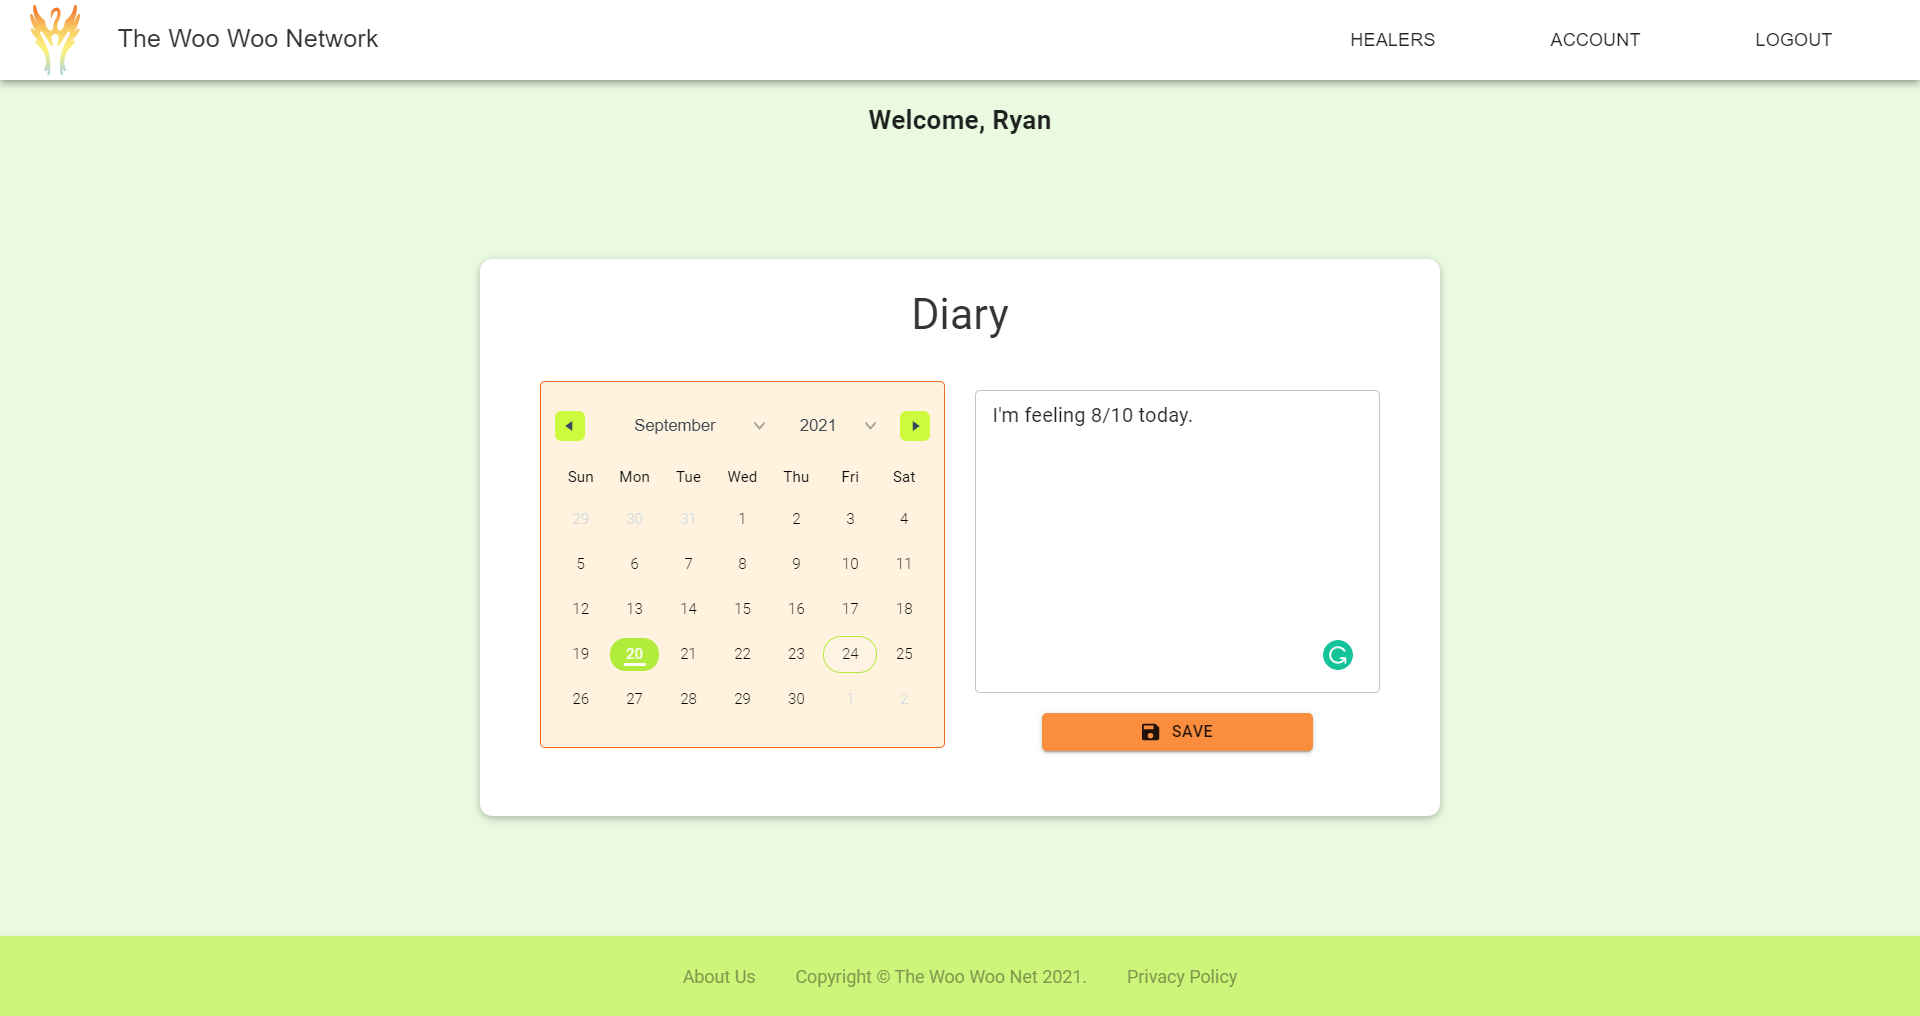 The Woo Woo Network
HEALERS ACCOUNT LOGOUT
Welcome, Ryan
Diary
September 2021
Sun Mon Tue Wed Thu Fri Sat
29 30 31 1 2 3 4
5 6 7 8 9 10 11
12 13 14 15 16 17 18
19 20 21 22 23 24 25
26 27 28 29 30 1 2
I'm feeling 8/10 today.
SAVE
About Us Copyright © The Woo Woo Net 2021. Privacy Policy